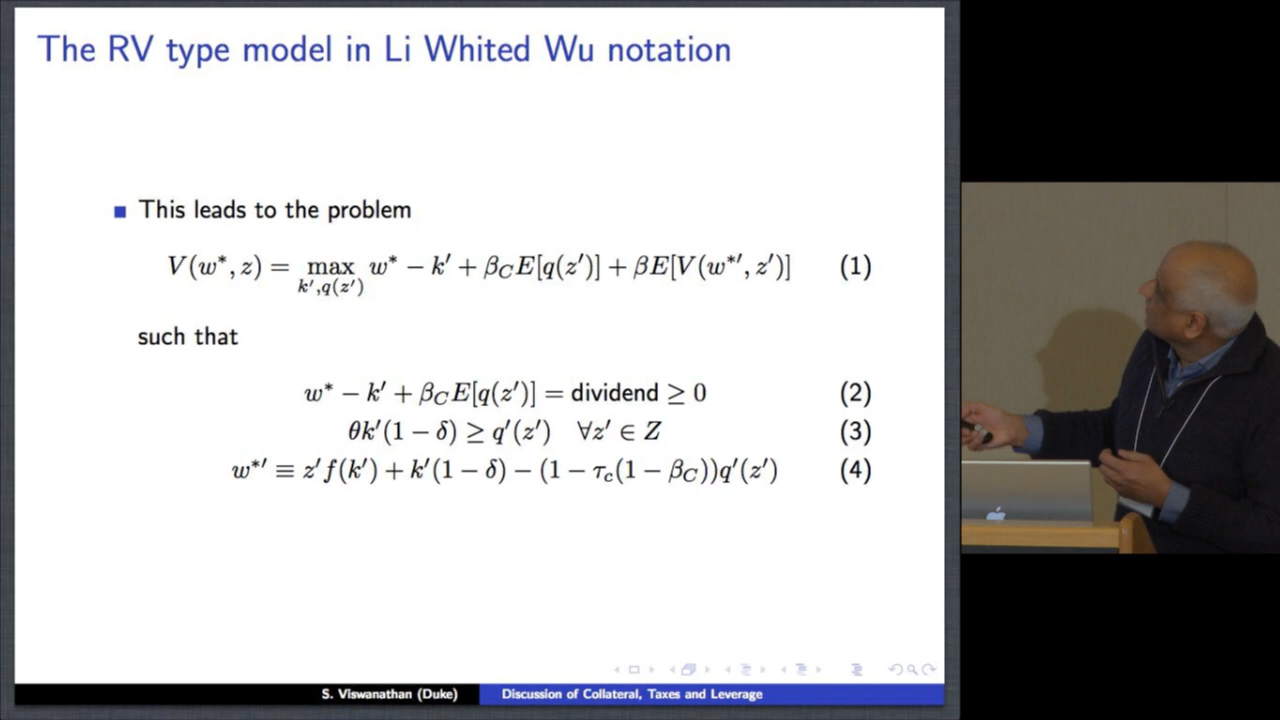 The RV type model in Li Whited Wu notation
This leads to the problem
V(w*, z) = max w* − k′ + β_C E[q(z′)] + βE[V(w*′, z′)] (1)
k′,q(z′)
such that
w* − k′ + β_C E[q(z′)] = dividend ≥ 0 (2)
θk′(1 − δ) ≥ q′(z′) ∀z′ ∈ Z (3)
w*′ ≡ z′f(k′) + k′(1 − δ) − (1 − τ_c(1 − β_C))q′(z′) (4)
S. Viswanathan (Duke) Discussion of Collateral, Taxes and Leverage